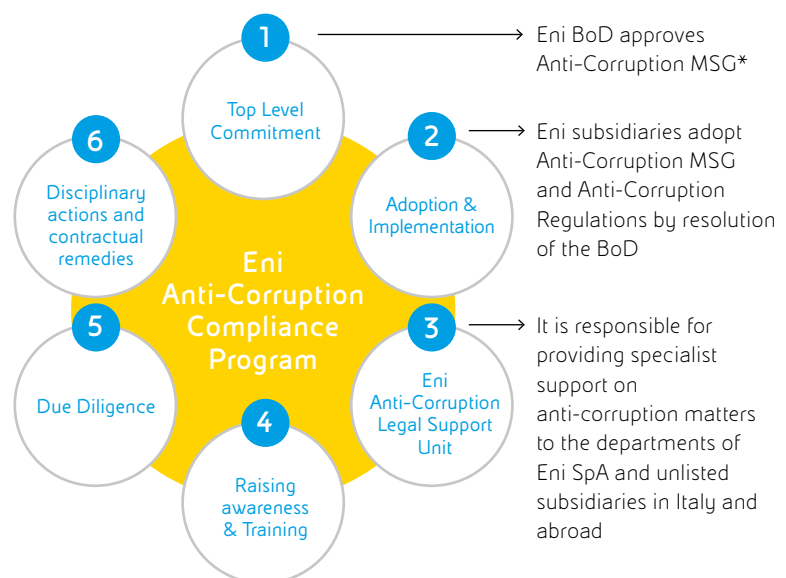 1
Top Level
Commitment
Eni BoD approves
Anti-Corruption MSG*
2
Adoption &
Implementation
Eni subsidiaries adopt
Anti-Corruption MSG
and Anti-Corruption
Regulations by resolution
of the BoD
3
Eni
Anti-Corruption
Legal Support
Unit
It is responsible for
providing specialist
support on
anti-corruption matters
to the departments of
Eni SpA and unlisted
subsidiaries in Italy and
abroad
4
Raising
awareness
& Training
5
Due Diligence
6
Disciplinary
actions and
contractual
remedies
Eni
Anti-Corruption
Compliance
Program